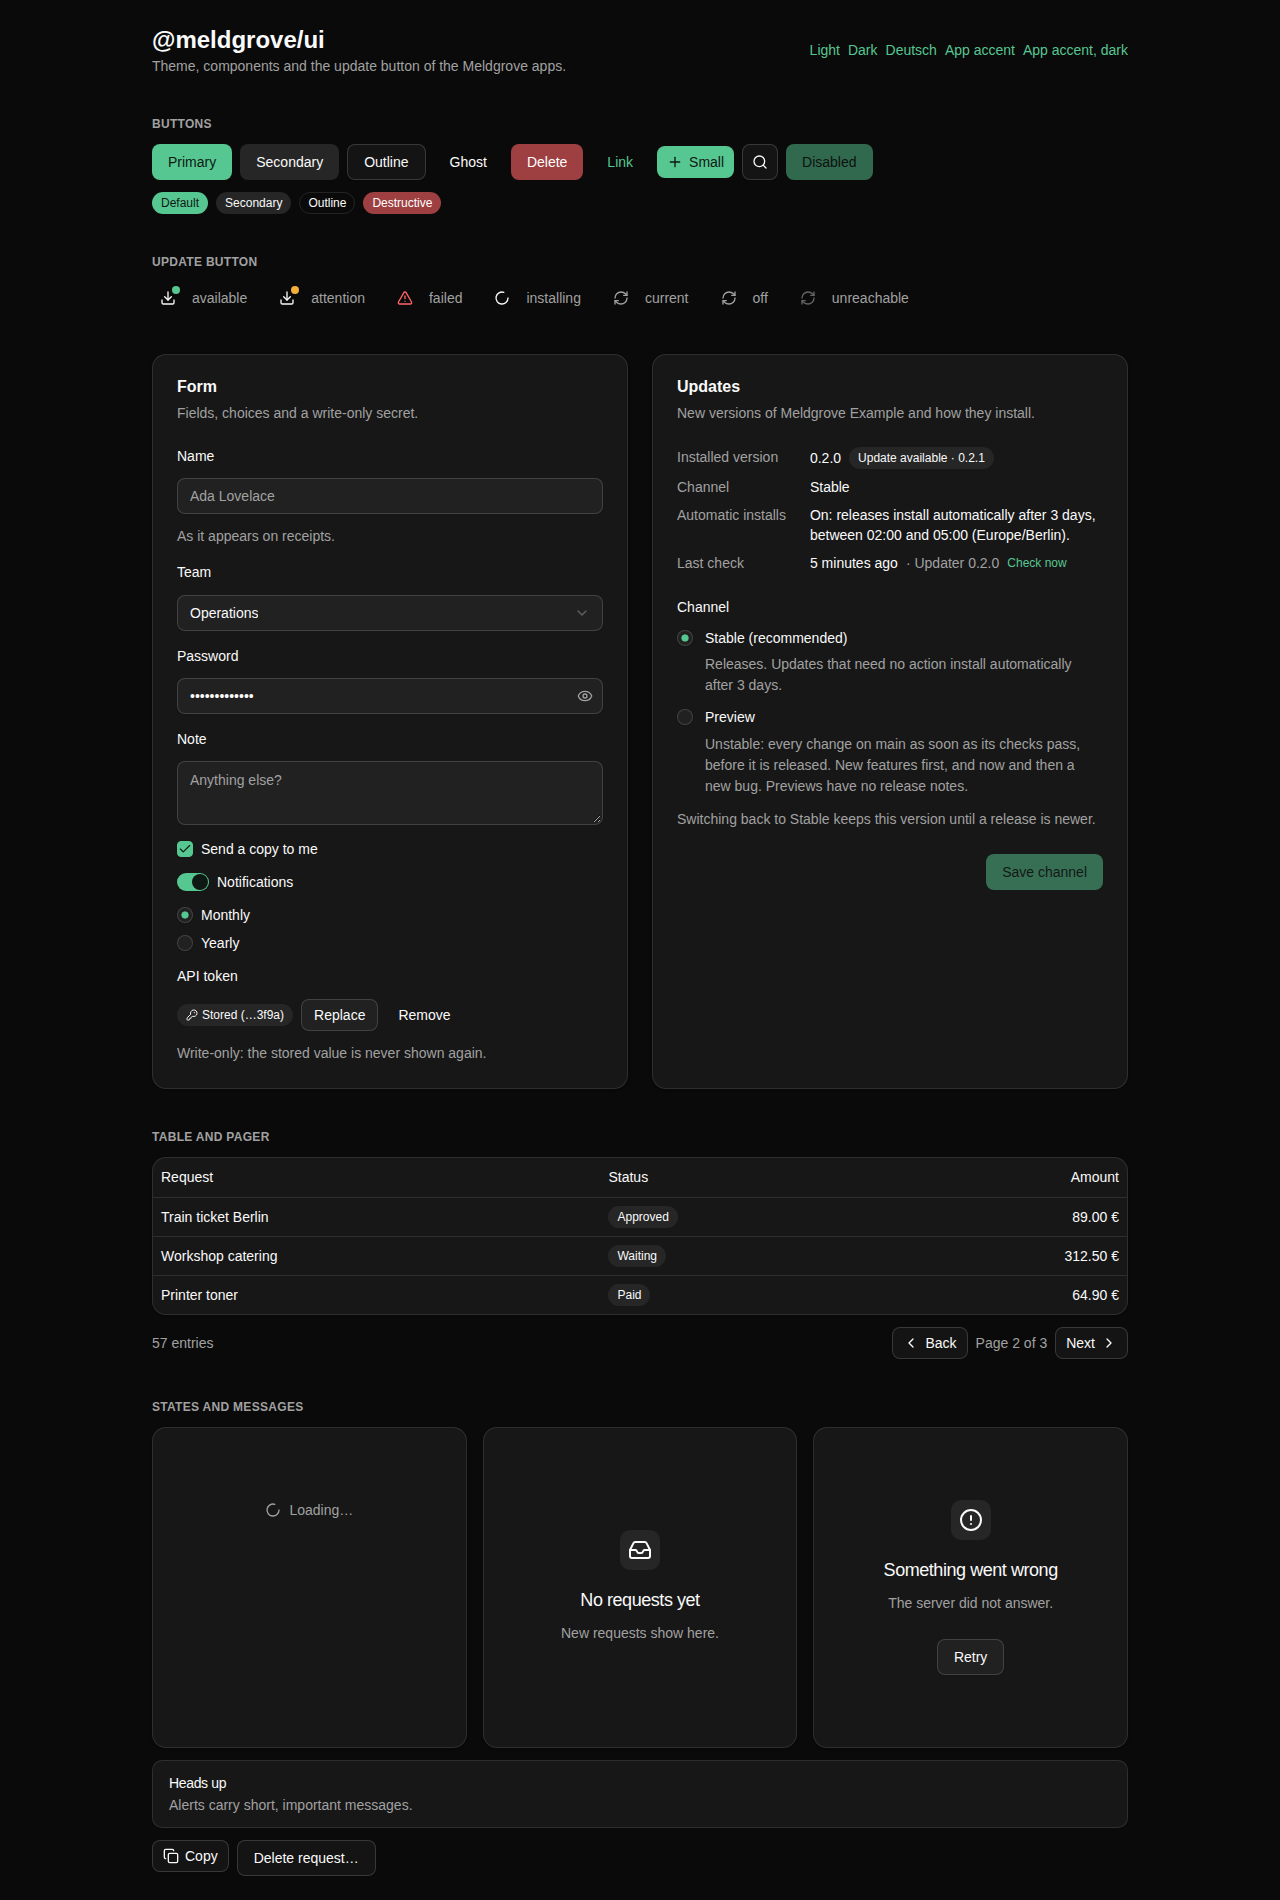 @meldgrove/ui
Theme, components and the update button of the Meldgrove apps.
Light Dark Deutsch App accent App accent, dark
BUTTONS
Primary Secondary Outline Ghost Delete Link Small Disabled
Default Secondary Outline Destructive
UPDATE BUTTON
available attention failed installing current off unreachable
Form
Fields, choices and a write-only secret.
Name
Ada Lovelace
As it appears on receipts.
Team
Operations
Password
•••••••••••••
Note
Anything else?
Send a copy to me
Notifications
Monthly
Yearly
API token
Stored (…3f9a) Replace Remove
Write-only: the stored value is never shown again.
Updates
New versions of Meldgrove Example and how they install.
Installed version 0.2.0 Update available · 0.2.1
Channel Stable
Automatic installs On: releases install automatically after 3 days,
between 02:00 and 05:00 (Europe/Berlin).
Last check 5 minutes ago · Updater 0.2.0 Check now
Channel
Stable (recommended)
Releases. Updates that need no action install automatically
after 3 days.
Preview
Unstable: every change on main as soon as its checks pass,
before it is released. New features first, and now and then a
new bug. Previews have no release notes.
Switching back to Stable keeps this version until a release is newer.
Save channel
TABLE AND PAGER
Request Status Amount
Train ticket Berlin Approved 89.00 €
Workshop catering Waiting 312.50 €
Printer toner Paid 64.90 €
57 entries Back Page 2 of 3 Next
STATES AND MESSAGES
Loading…
No requests yet
New requests show here.
Something went wrong
The server did not answer.
Retry
Heads up
Alerts carry short, important messages.
Copy Delete request…